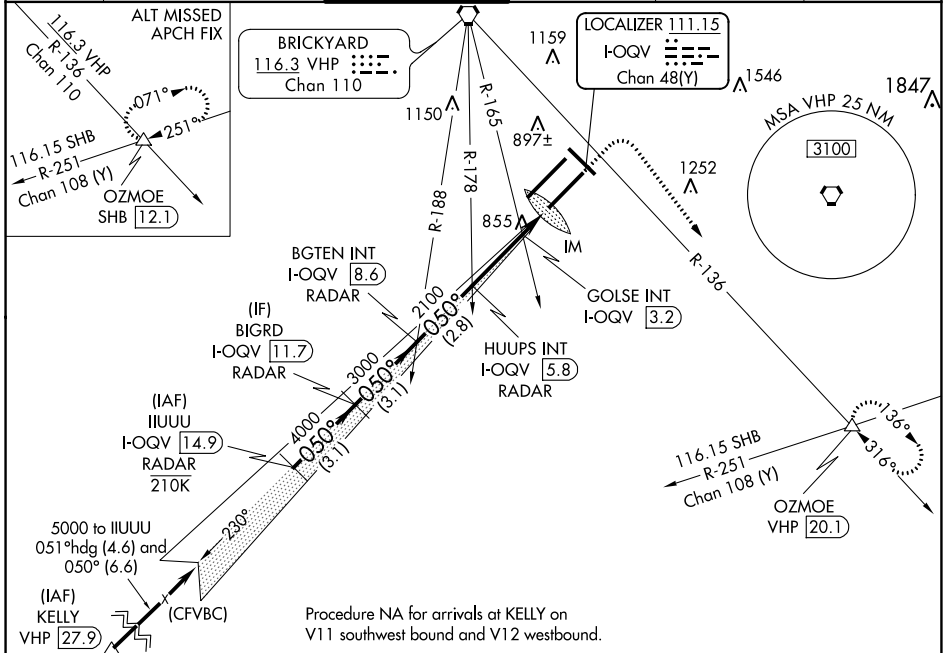 ALT MISSED
APCH FIX
116.3 VHP
R-136
Chan 110
071°
251°
116.15 SHB
R-251
Chan 108 (Y)
OZMOE
SHB 12.1
BRICKYARD
116.3 VHP
Chan 110
1159
LOCALIZER 111.15
I-OQV
Chan 48(Y)
1546
1847
MSA VHP 25 NM
3100
1150
R-165
897±
R-178
R-188
1252
855
IM
R-136
BGTEN INT
I-OQV 8.6
RADAR
2100
050°
(2.8)
GOLSE INT
I-OQV 3.2
(IF)
BIGRD
I-OQV 11.7
RADAR
3000
050°
(3.1)
HUUPS INT
I-OQV 5.8
RADAR
(IAF)
IIUUU
I-OQV 14.9
RADAR
210K
4000
050°
(3.1)
136°
316°
116.15 SHB
R-251
Chan 108 (Y)
OZMOE
VHP 20.1
230°
5000 to IIUUU
051°hdg (4.6) and
050° (6.6)
(IAF)
KELLY
VHP 27.9
(CFVBC)
Procedure NA for arrivals at KELLY on
V11 southwest bound and V12 westbound.